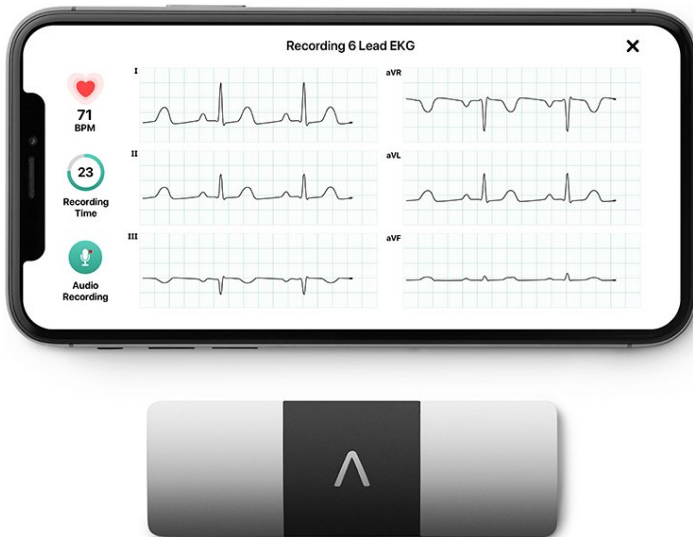 Recording 6 Lead EKG
71
BPM
23
Recording
Time
Audio
Recording
I
II
III
aVR
aVL
aVF